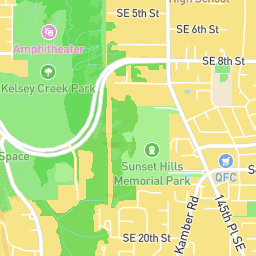 High School
SE 5th St
SE 6th St
Amphitheater
SE 8th St
Kelsey Creek Park
Space
Sunset Hills
Memorial Park
QFC
Kamber Rd
145th Pl SE
SE 20th St